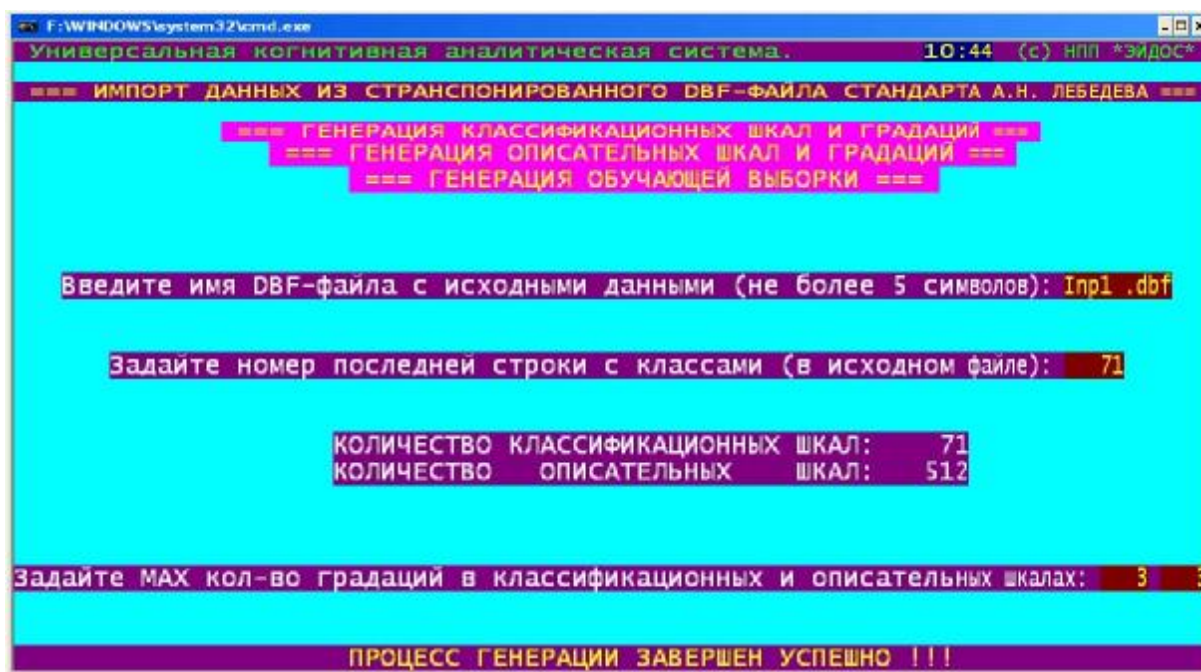 F:\WINDOWS\system32\cmd.exe
Универсальная когнитивная аналитическая система. 10:44 (c) НПП *ЭЙДОС*
=== ИМПОРТ ДАННЫХ ИЗ СТРАНСПОНИРОВАННОГО DBF-ФАЙЛА СТАНДАРТА А.Н. ЛЕБЕДЕВА ===
=== ГЕНЕРАЦИЯ КЛАССИФИКАЦИОННЫХ ШКАЛ И ГРАДАЦИЙ ===
=== ГЕНЕРАЦИЯ ОПИСАТЕЛЬНЫХ ШКАЛ И ГРАДАЦИЙ ===
=== ГЕНЕРАЦИЯ ОБУЧАЮЩЕЙ ВЫБОРКИ ===
Введите имя DBF-файла с исходными данными (не более 5 символов): Inp1 .dbf
Задайте номер последней строки с классами (в исходном файле): 71
КОЛИЧЕСТВО КЛАССИФИКАЦИОННЫХ ШКАЛ: 71
КОЛИЧЕСТВО ОПИСАТЕЛЬНЫХ ШКАЛ: 512
Задайте MAX кол-во градаций в классификационных и описательных шкалах: 3 3
ПРОЦЕСС ГЕНЕРАЦИИ ЗАВЕРШЕН УСПЕШНО !!!